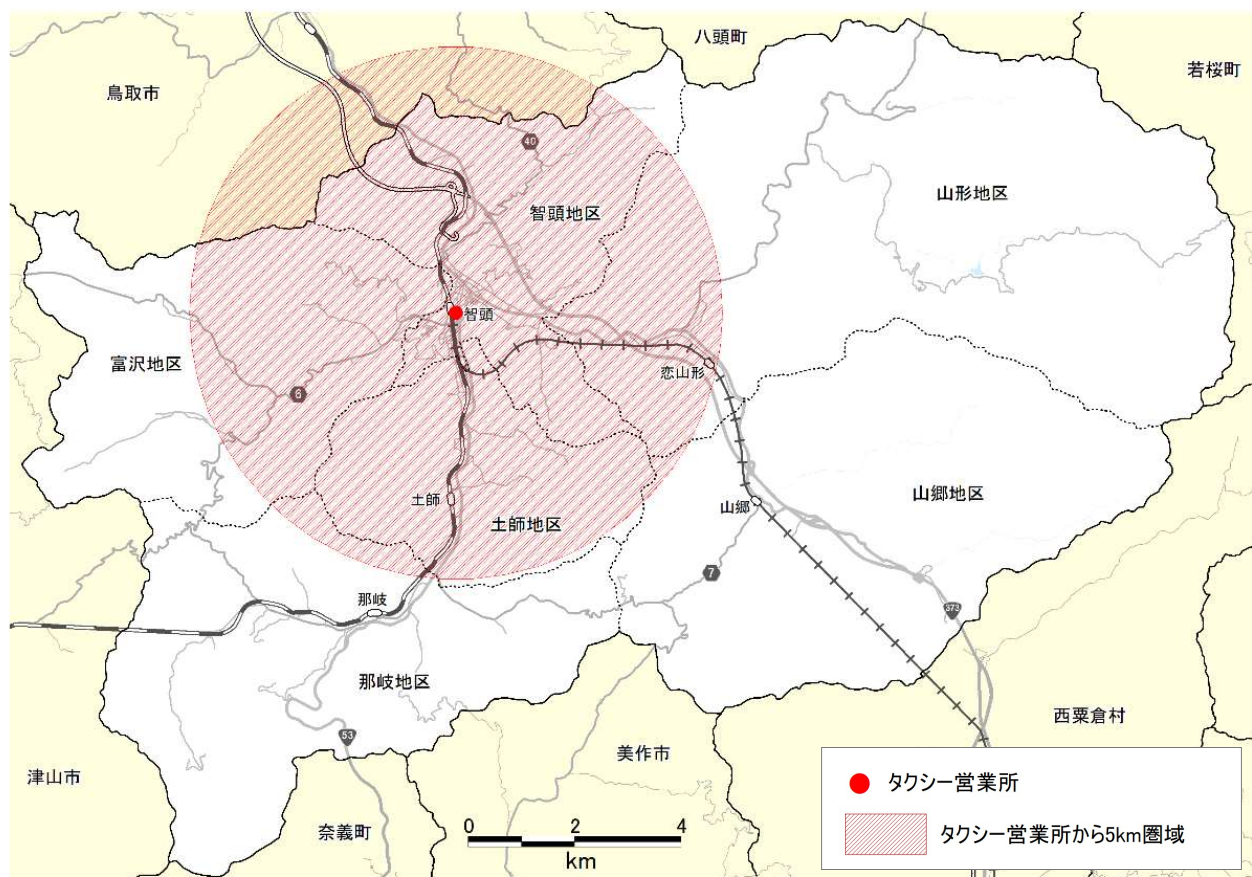 八頭町
若桜町
鳥取市
40
山形地区
智頭地区
智頭
富沢地区
恋山形
6
土師
山郷
山郷地区
土師地区
7
那岐
373
那岐地区
西粟倉村
53
美作市
津山市
奈義町
0 2 4
km
タクシー営業所
タクシー営業所から5km圏域